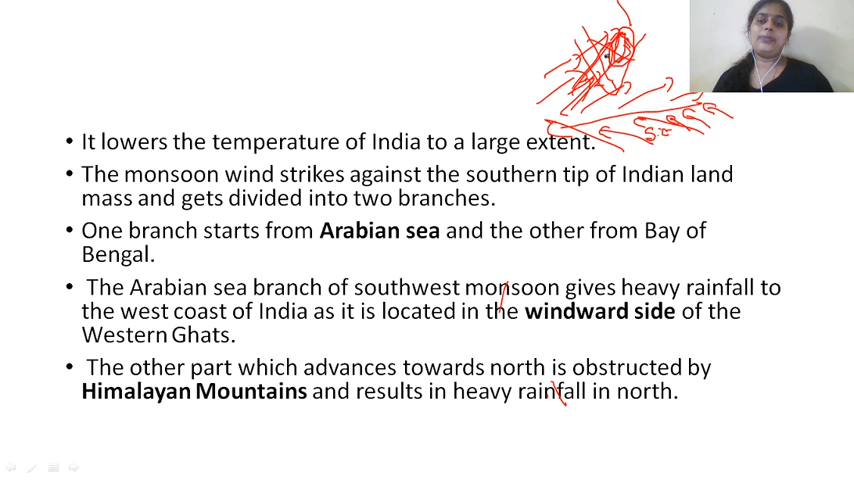 • It lowers the temperature of India to a large extent.
• The monsoon wind strikes against the southern tip of Indian land
mass and gets divided into two branches.
• One branch starts from Arabian sea and the other from Bay of
Bengal.
• The Arabian sea branch of southwest monsoon gives heavy rainfall to
the west coast of India as it is located in the windward side of the
Western Ghats.
• The other part which advances towards north is obstructed by
Himalayan Mountains and results in heavy rainfall in north.